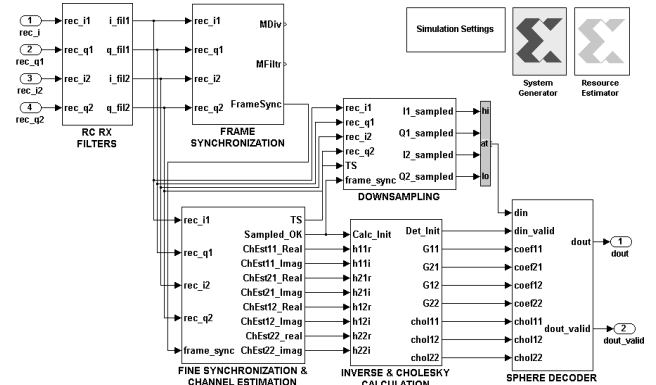 1
rec_i
2
rec_q1
3
rec_i2
4
rec_q2
rec_i1
rec_q1
rec_i2
rec_q2
i_fil1
q_fil1
i_fil2
q_fil2
RC RX
FILTERS
rec_i1
rec_q1
rec_i2
rec_q2
MDiv
MFiltr
FrameSync
FRAME
SYNCHRONIZATION
Simulation Settings
System
Generator
Resource
Estimator
rec_i1
rec_q1
rec_i2
rec_q2
TS
frame_sync
I1_sampled
Q1_sampled
I2_sampled
Q2_sampled
DOWNSAMPLING
hi
at
lo
rec_i1
rec_q1
rec_i2
rec_q2
frame_sync
TS
Sampled_OK
ChEst11_Real
ChEst11_Imag
ChEst21_Real
ChEst21_Imag
ChEst12_Real
ChEst12_Imag
ChEst22_real
ChEst22_imag
FINE SYNCHRONIZATION &
CHANNEL ESTIMATION
Calc_Init
h11r
h11i
h21r
h21i
h12r
h12i
h22r
h22i
Det_Init
G11
G21
G12
G22
chol11
chol12
chol22
INVERSE & CHOLESKY
CALCULATION
din
din_valid
coef11
coef21
coef12
coef22
chol11
chol12
chol22
dout
dout_valid
SPHERE DECODER
1
dout
2
dout_valid